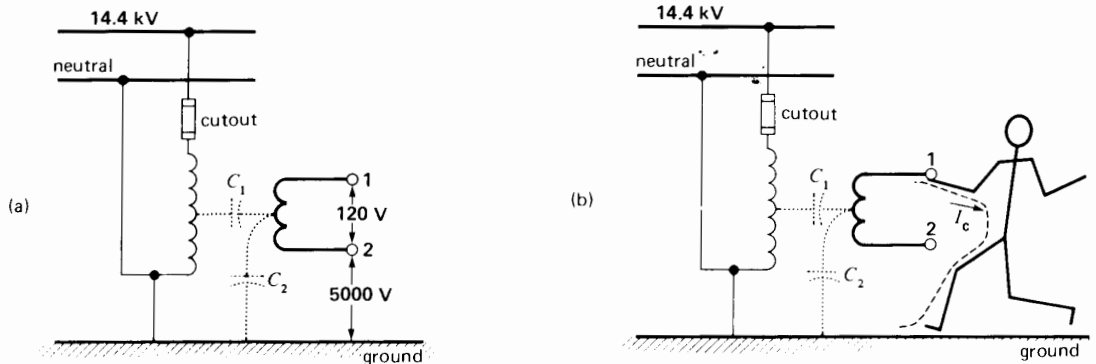 (a)
14.4 kV
neutral
cutout
C₁
1
120 V
2
C₂
5000 V
ground
(b)
14.4 kV
neutral
cutout
1
C₁
I_c
2
C₂
ground